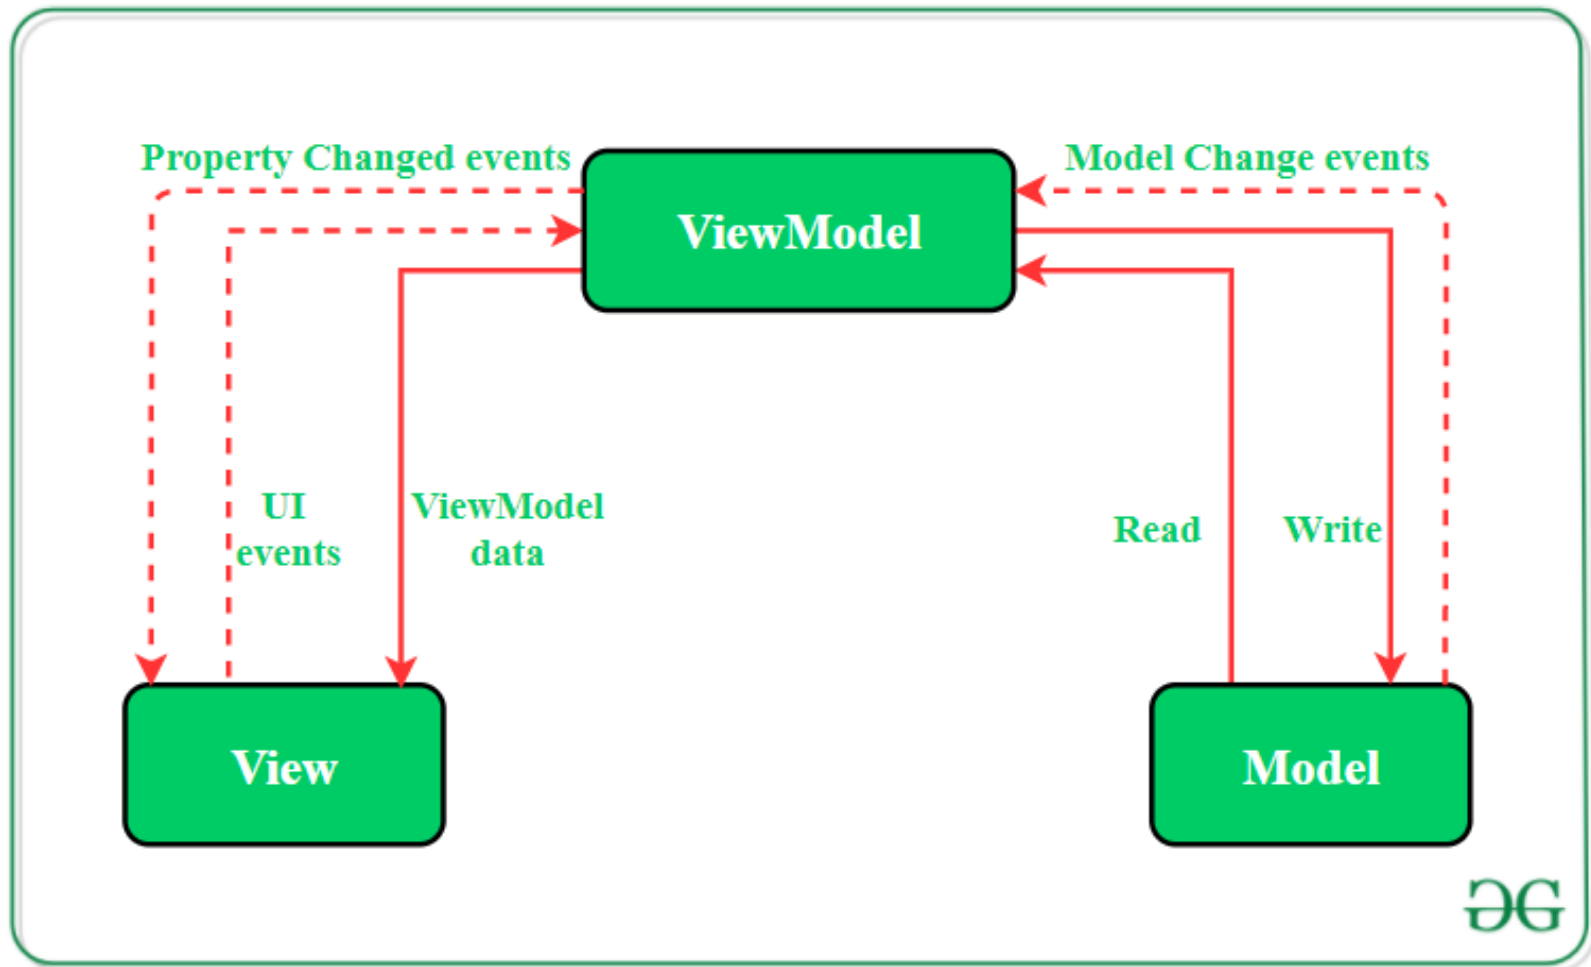 Property Changed events
Model Change events
ViewModel
UI
events
ViewModel
data
Read
Write
View
Model